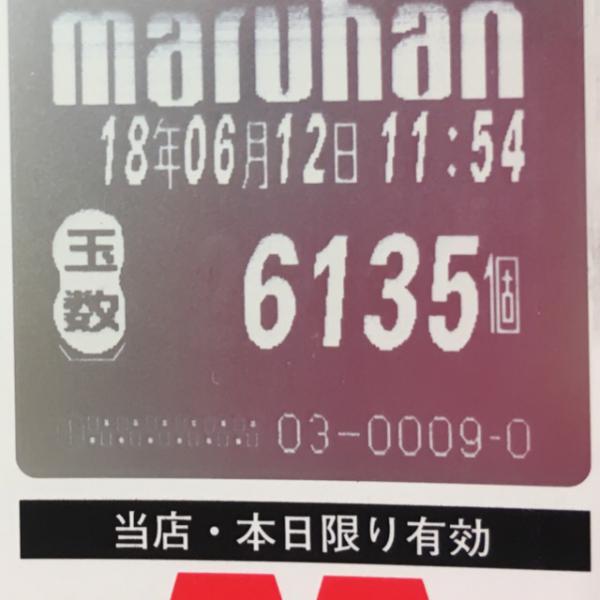 maruhan
18年06月12日 11:54
玉数 6135個
03-0009-0
当店・本日限り有効